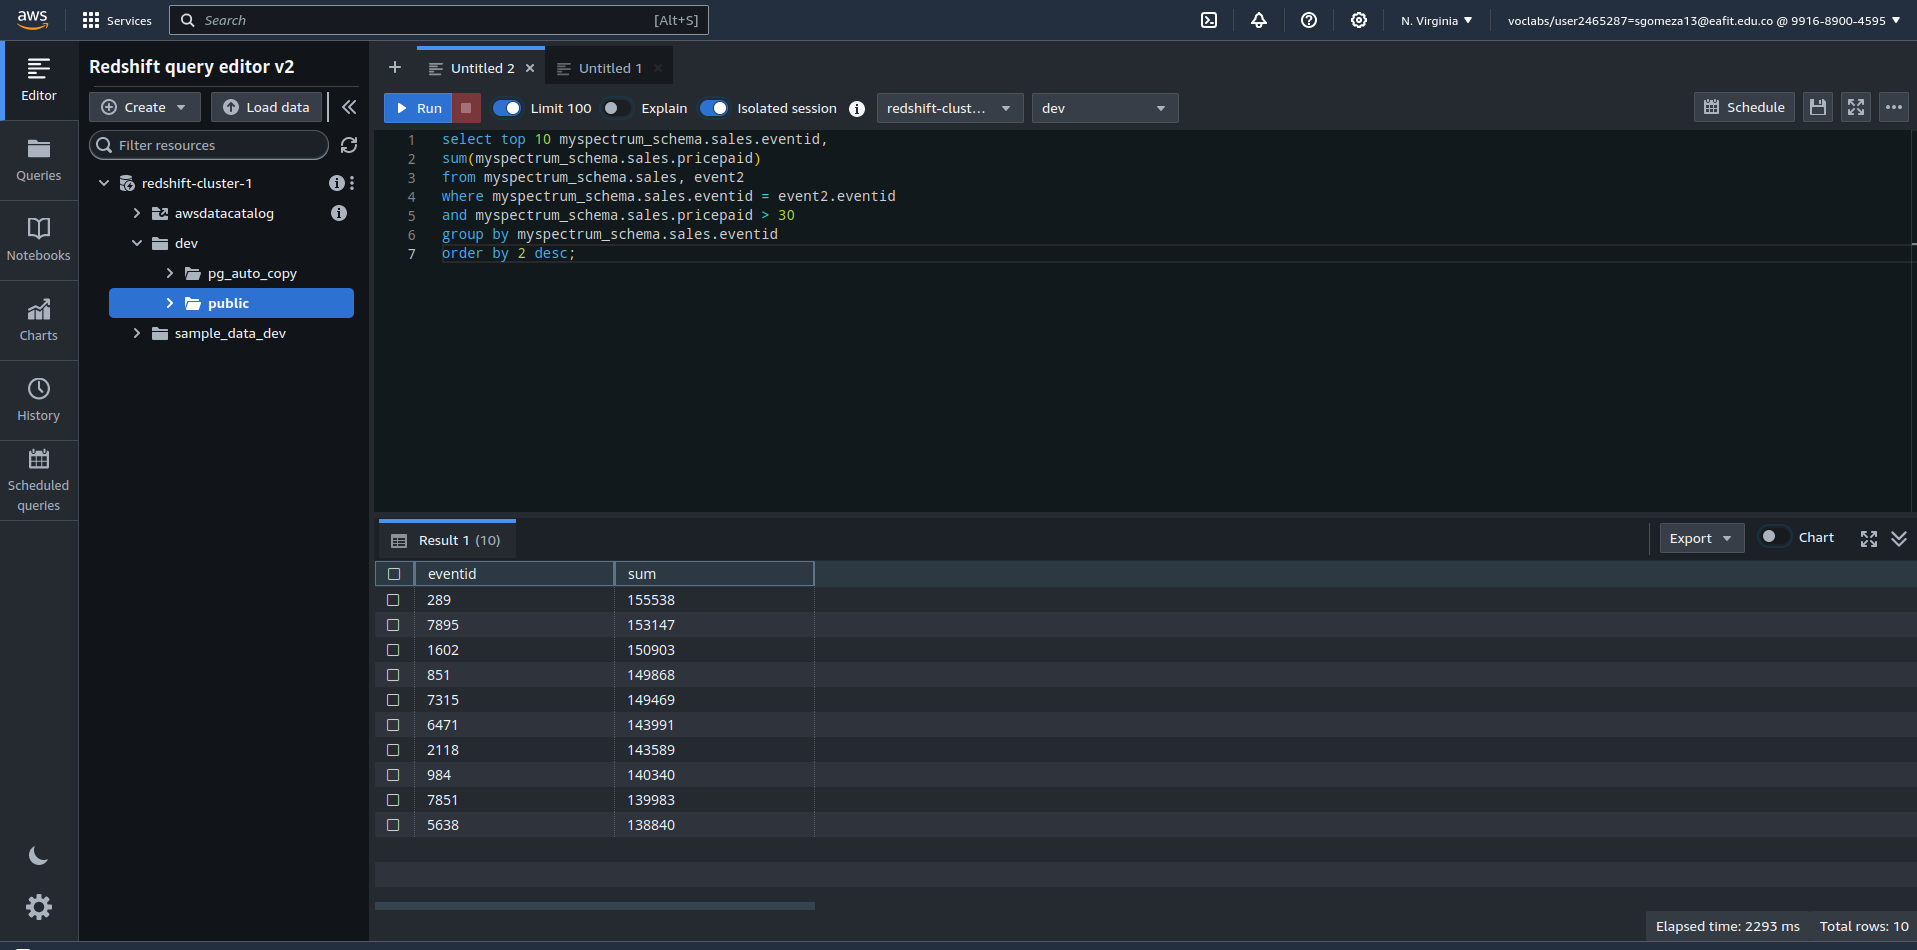 aws
Services
Search [Alt+S]
N. Virginia
voclabs/user2465287=sgomeza13@eafit.edu.co @ 9916-8900-4595
Editor
Queries
Notebooks
Charts
History
Scheduled
queries
Redshift query editor v2
Create
Load data
Filter resources
redshift-cluster-1
awsdatacatalog
dev
pg_auto_copy
public
sample_data_dev
Untitled 2
Untitled 1
Run
Limit 100
Explain
Isolated session
redshift-clust...
dev
Schedule
1 select top 10 myspectrum_schema.sales.eventid,
2 sum(myspectrum_schema.sales.pricepaid)
3 from myspectrum_schema.sales, event2
4 where myspectrum_schema.sales.eventid = event2.eventid
5 and myspectrum_schema.sales.pricepaid > 30
6 group by myspectrum_schema.sales.eventid
7 order by 2 desc;
Result 1 (10)
Export
Chart
eventid sum
289 155538
7895 153147
1602 150903
851 149868
7315 149469
6471 143991
2118 143589
984 140340
7851 139983
5638 138840
Elapsed time: 2293 ms Total rows: 10